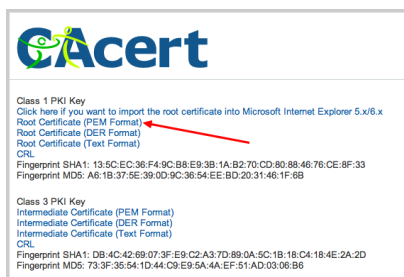 CAcert
Class 1 PKI Key
Click here if you want to import the root certificate into Microsoft Internet Explorer 5.x/6.x
Root Certificate (PEM Format)
Root Certificate (DER Format)
Root Certificate (Text Format)
CRL
Fingerprint SHA1: 13:5C:EC:36:F4:9C:B8:E9:3B:1A:B2:70:CD:80:88:46:76:CE:8F:33
Fingerprint MD5: A6:1B:37:5E:39:0D:9C:36:54:EE:BD:20:31:46:1F:6B
Class 3 PKI Key
Intermediate Certificate (PEM Format)
Intermediate Certificate (DER Format)
Intermediate Certificate (Text Format)
CRL
Fingerprint SHA1: DB:4C:42:69:07:3F:E9:C2:A3:7D:89:0A:5C:1B:18:C4:18:4E:2A:2D
Fingerprint MD5: 73:3F:35:54:1D:44:C9:E9:5A:4A:EF:51:AD:03:06:B6